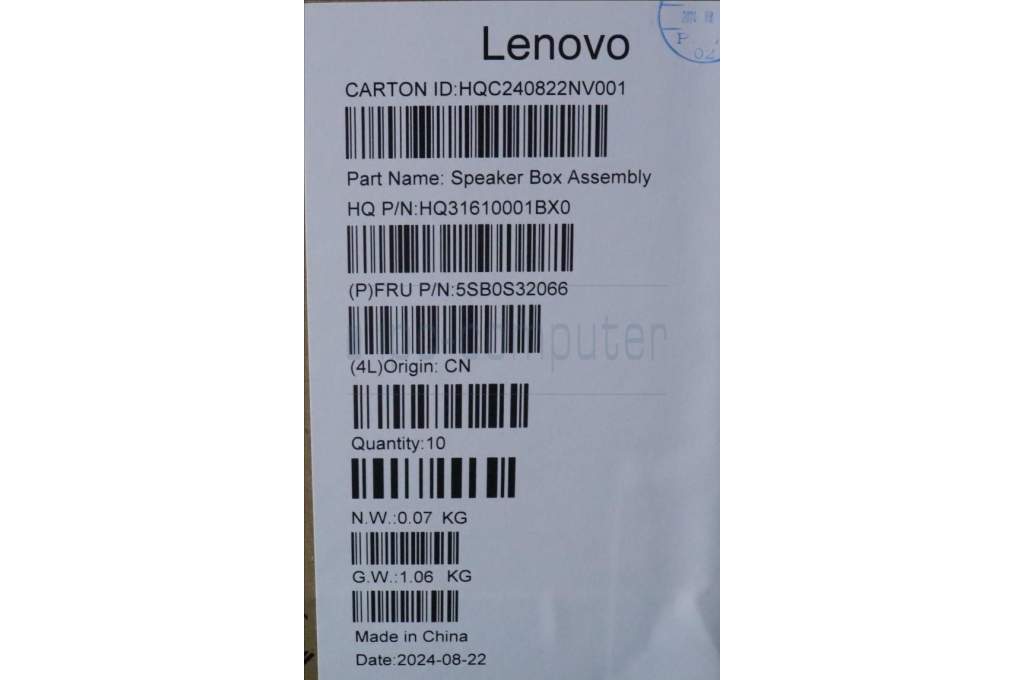 Lenovo
CARTON ID:HQC240822NV001
Part Name: Speaker Box Assembly
HQ P/N:HQ31610001BX0
(P)FRU P/N:5SB0S32066
computer
(4L)Origin: CN
Quantity:10
N.W.:0.07 KG
G.W.:1.06 KG
Made in China
Date:2024-08-22